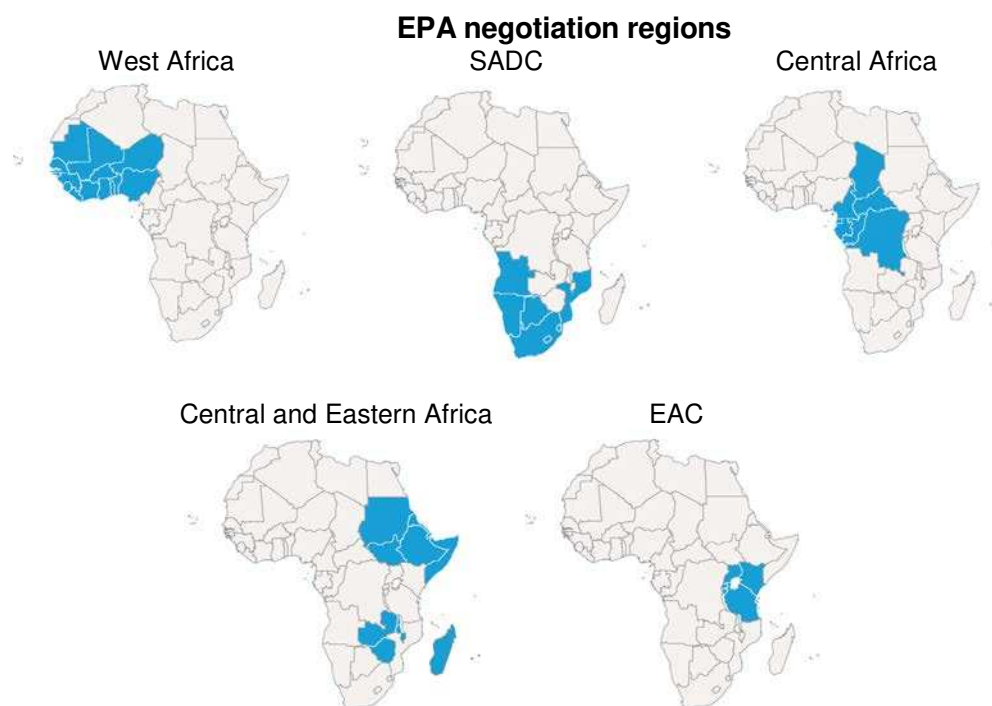 EPA negotiation regions
West Africa
SADC
Central Africa
Central and Eastern Africa
EAC